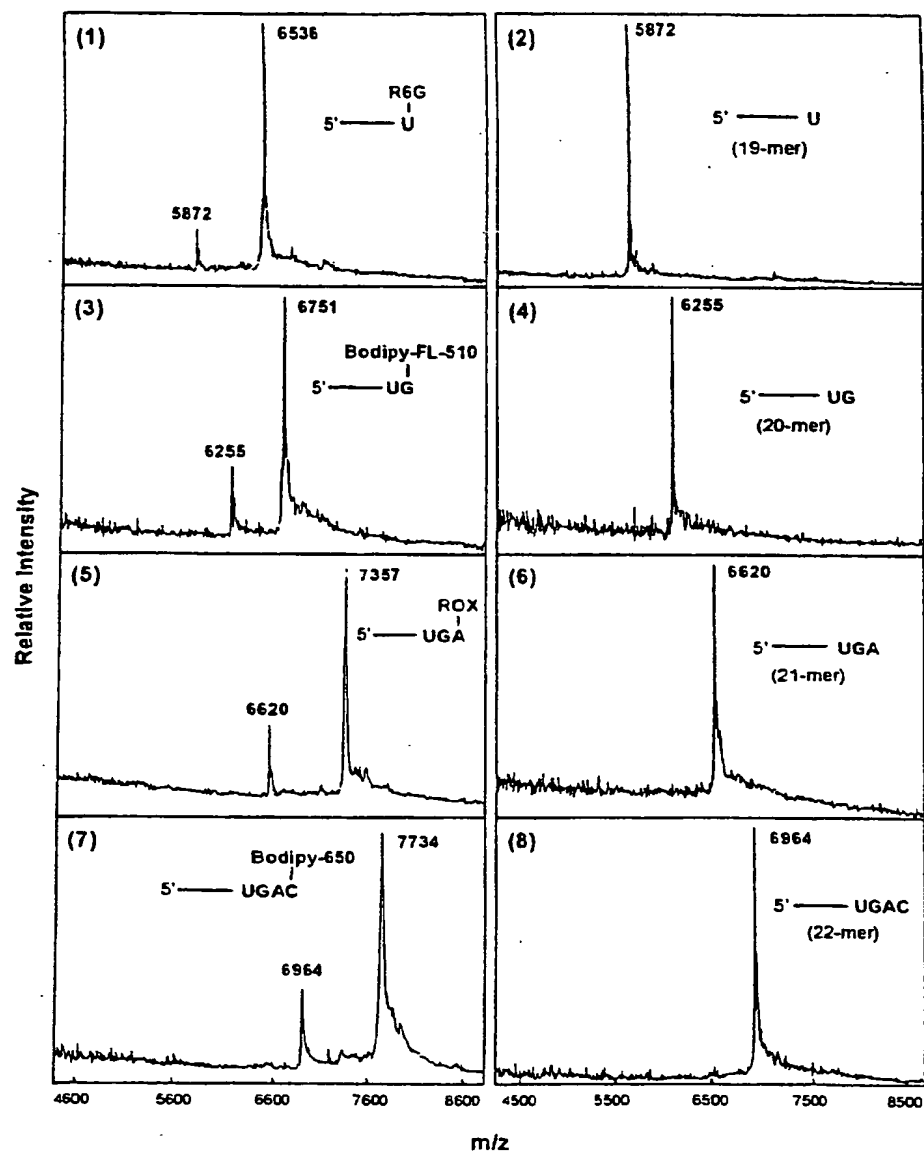 (1)
6536
R6G
5' U
5872
(2)
5872
5' U
(19-mer)
(3)
6751
Bodipy-FL-510
5' UG
6255
(4)
6255
5' UG
(20-mer)
(5)
7357
ROX
5' UGA
6620
(6)
6620
5' UGA
(21-mer)
(7)
7734
Bodipy-650
5' UGAC
6964
(8)
6964
5' UGAC
(22-mer)
Relative Intensity
4600 5600 6600 7600 8600
4500 5500 6500 7500 8500
m/z